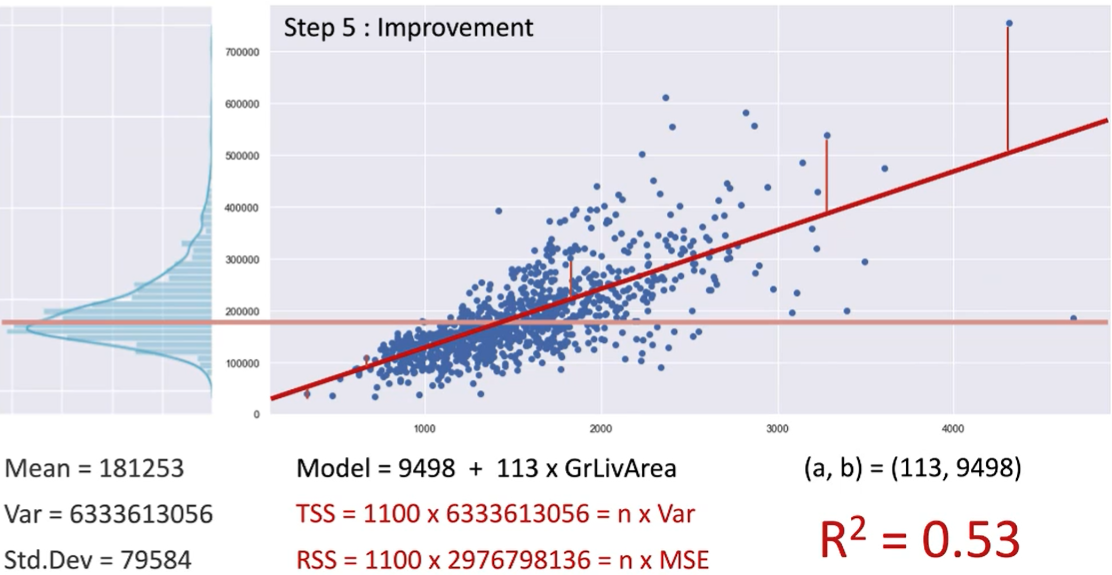 Step 5 : Improvement
700000
600000
500000
400000
300000
200000
100000
0
1000 2000 3000 4000
Mean = 181253
Var = 6333613056
Std.Dev = 79584
Model = 9498 + 113 x GrLivArea
TSS = 1100 x 6333613056 = n x Var
RSS = 1100 x 2976798136 = n x MSE
(a, b) = (113, 9498)
R² = 0.53